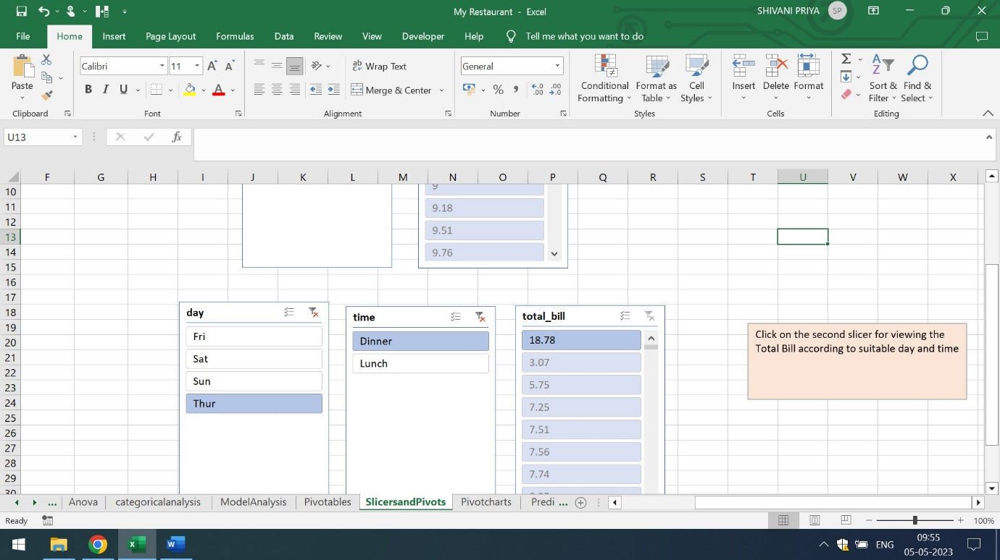 My Restaurant - Excel
SHIVANI PRIYA SP
File Home Insert Page Layout Formulas Data Review View Developer Help Tell me what you want to do
Calibri 11
ab Wrap Text
General
Paste
B I U
A
Merge & Center
% ,
Conditional Formatting
Format as Table
Cell Styles
Insert Delete Format
Sort & Filter
Find & Select
Clipboard Font Alignment Number Styles Cells Editing
U13
fx
F G H I J K L M N O P Q R S T U V W X
10
9
11
9.18
12
9.51
13
14
9.76
15
16
17
18
day
time
total_bill
19
Fri
Dinner
18.78
Click on the second slicer for viewing the
Total Bill according to suitable day and time
20
Sat
Lunch
3.07
21
22
Sun
5.75
23
24
Thur
7.25
25
7.51
26
27
7.56
28
29
7.74
30
... Anova categoricalanalysis ModelAnalysis Pivotables SlicersandPivots Pivotcharts Predi ...
Ready
100%
ENG
09:55
05-05-2023